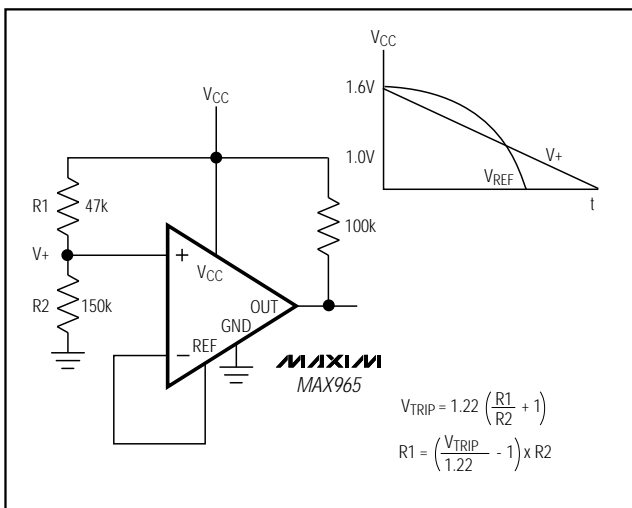 VCC
1.6V
1.0V
V+
VREF
t
VCC
R1 47k
100k
V+
+
VCC
R2 150k
OUT
GND
REF
−
MAXIM
MAX965
VTRIP = 1.22 (R1/R2 + 1)
R1 = (VTRIP/1.22 - 1) x R2